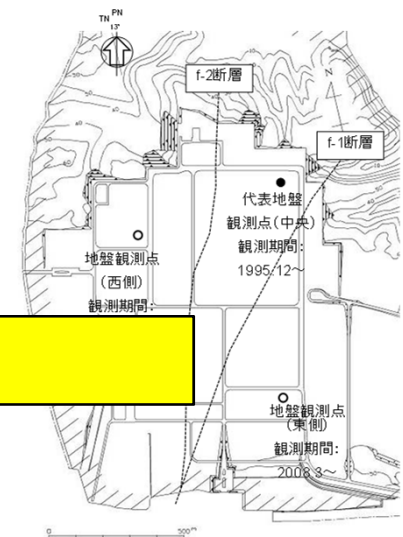 TN
PN
13°
f-2断層
f-1断層
N
代表地盤
観測点(中央)
観測期間:
1995.12~
地盤観測点
(西側)
観測期間:
地盤観測点
(東側)
観測期間:
2008.3~
0
500m